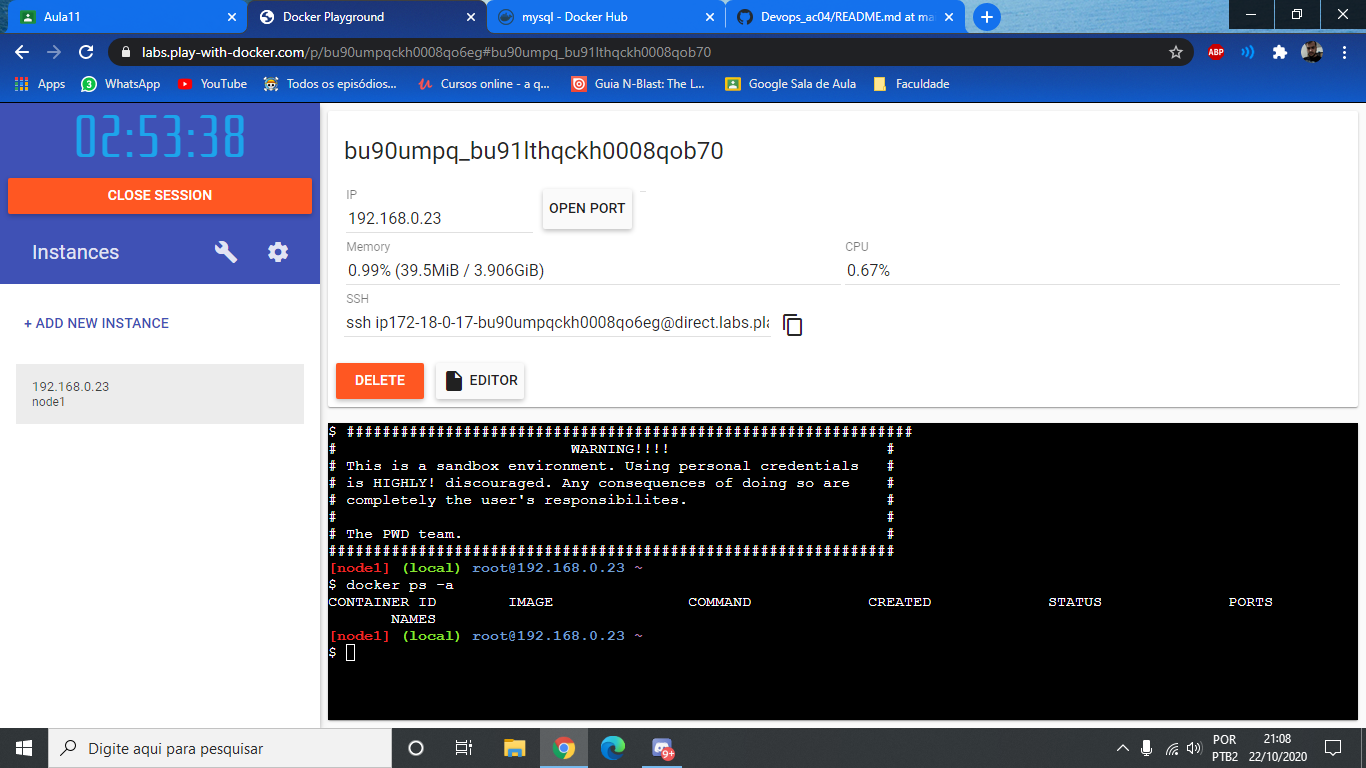 Aula11
Docker Playground
mysql - Docker Hub
Devops_ac04/README.md at ma
labs.play-with-docker.com/p/bu90umpqckh0008qo6eg#bu90umpq_bu91lthqckh0008qob70
ABP
Apps
3
WhatsApp
YouTube
Todos os episódios...
Cursos online - a q...
Guia N-Blast: The L...
Google Sala de Aula
Faculdade
02:53:38
CLOSE SESSION
Instances
+ ADD NEW INSTANCE
192.168.0.23
node1
bu90umpq_bu91lthqckh0008qob70
IP
192.168.0.23
OPEN PORT
Memory
0.99% (39.5MiB / 3.906GiB)
CPU
0.67%
SSH
ssh ip172-18-0-17-bu90umpqckh0008qo6eg@direct.labs.pla
DELETE
EDITOR
$ ###############################################################
# WARNING!!!! #
# This is a sandbox environment. Using personal credentials #
# is HIGHLY! discouraged. Any consequences of doing so are #
# completely the user's responsibilites. #
# #
# The PWD team. #
###############################################################
[node1] (local) root@192.168.0.23 ~
$ docker ps -a
CONTAINER ID IMAGE COMMAND CREATED STATUS PORTS
NAMES
[node1] (local) root@192.168.0.23 ~
$
Digite aqui para pesquisar
9+
POR
PTB2
21:08
22/10/2020